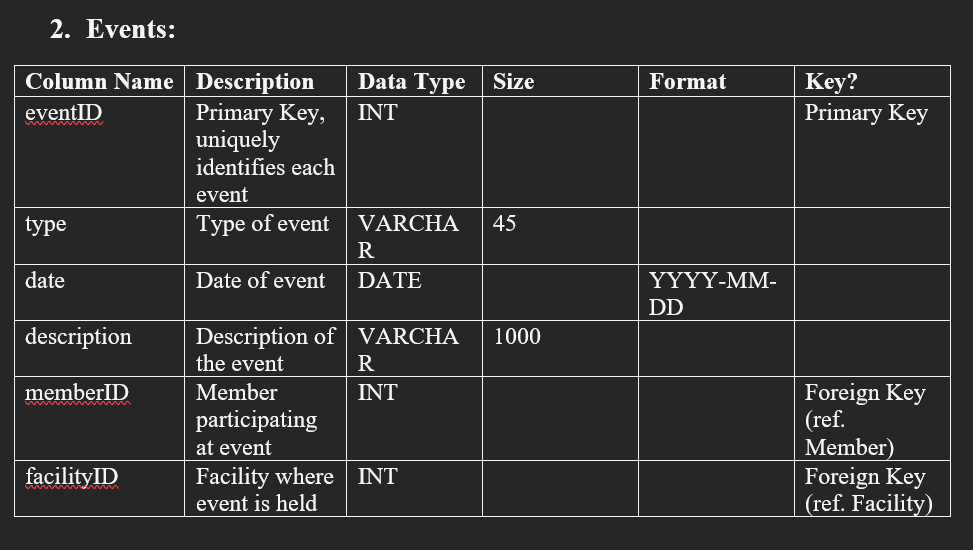 2. Events:
Column Name Description Data Type Size Format Key?
eventID Primary Key, INT Primary Key
uniquely
identifies each
event
type Type of event VARCHA 45
R
date Date of event DATE YYYY-MM-
DD
description Description of VARCHA 1000
the event R
memberID Member INT Foreign Key
participating (ref.
at event Member)
facilityID Facility where INT Foreign Key
event is held (ref. Facility)